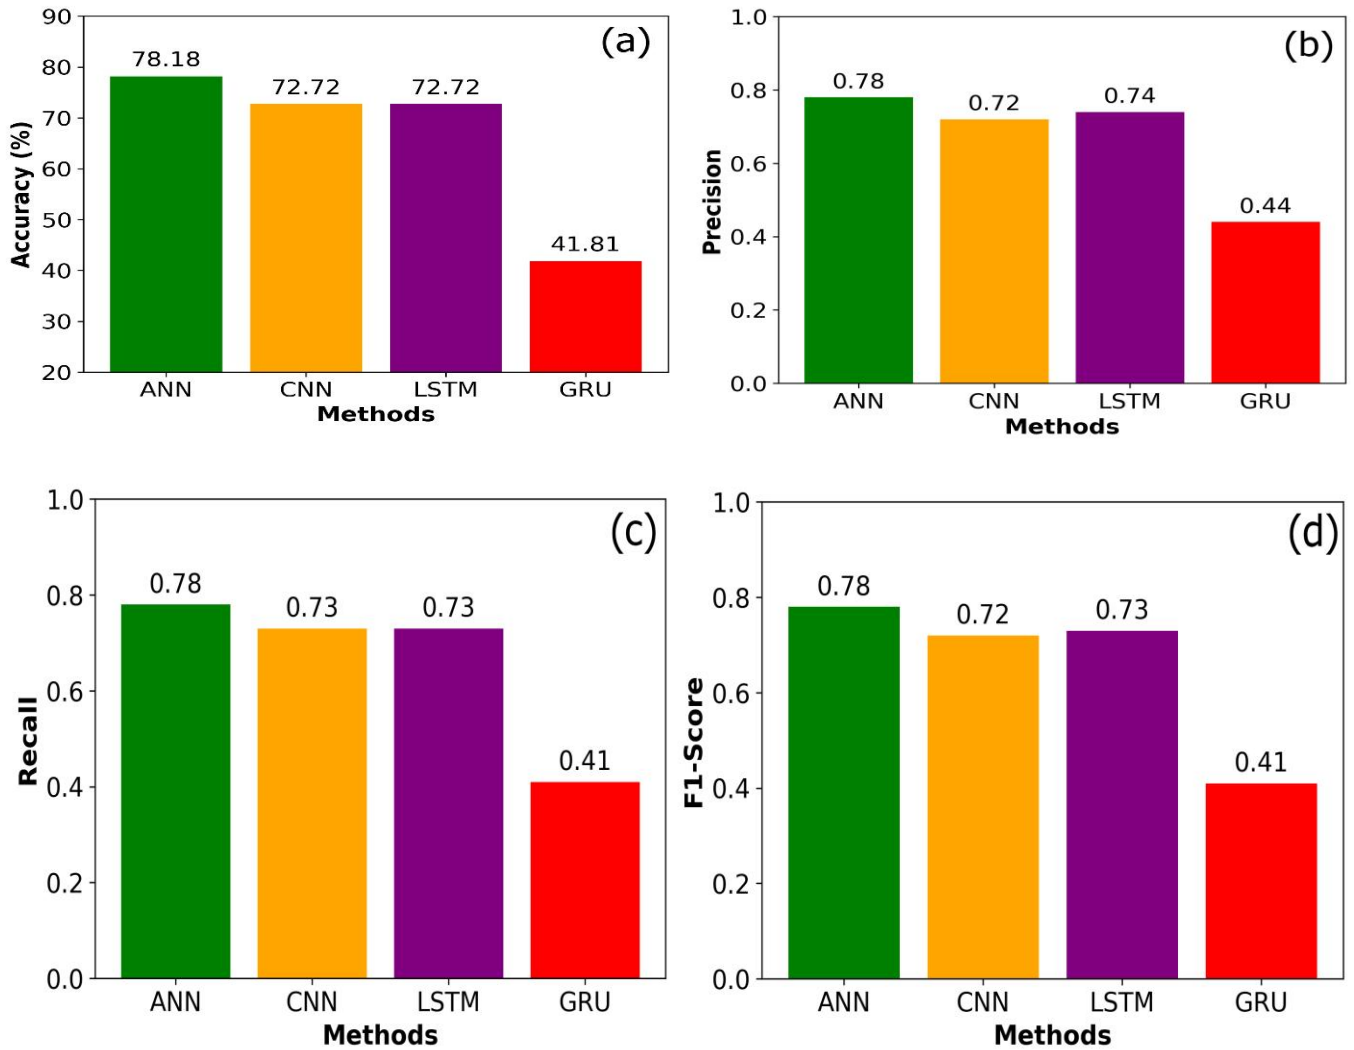 (a)
90
80
70
60
50
40
30
20
Accuracy (%)
78.18
72.72
72.72
41.81
ANN CNN LSTM GRU
Methods
(b)
1.0
0.8
0.6
0.4
0.2
0.0
Precision
0.78
0.72
0.74
0.44
ANN CNN LSTM GRU
Methods
(c)
1.0
0.8
0.6
0.4
0.2
0.0
Recall
0.78
0.73
0.73
0.41
ANN CNN LSTM GRU
Methods
(d)
1.0
0.8
0.6
0.4
0.2
0.0
F1-Score
0.78
0.72
0.73
0.41
ANN CNN LSTM GRU
Methods